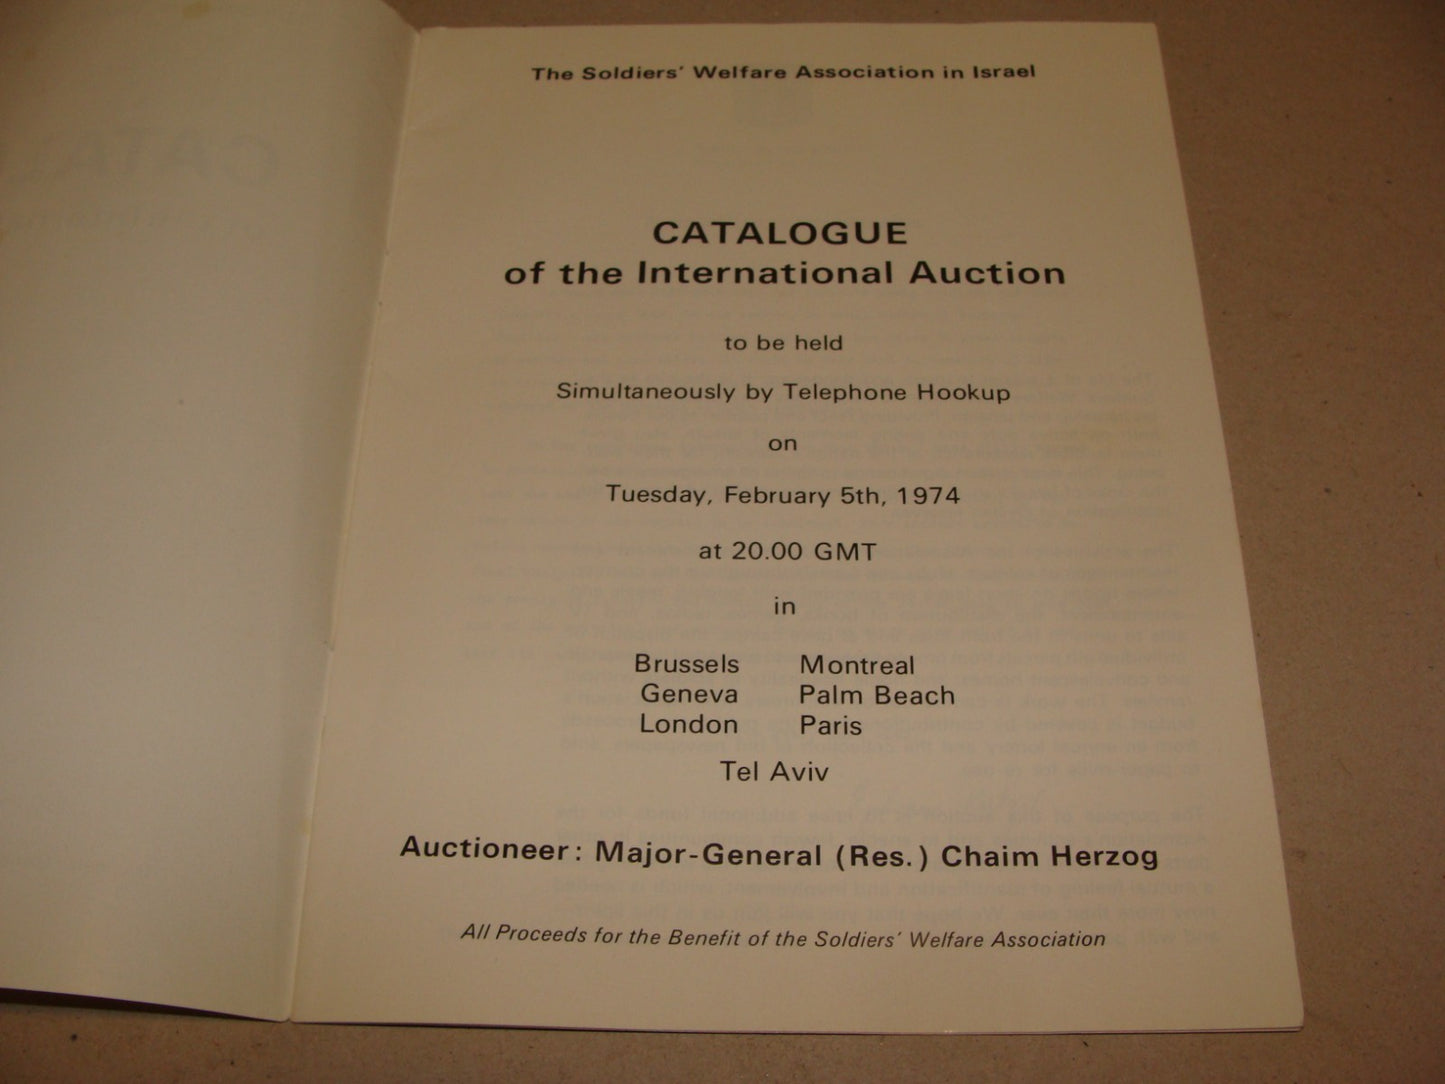 The Soldiers' Welfare Association in Israel
CATALOGUE
of the International Auction
to be held
Simultaneously by Telephone Hookup
on
Tuesday, February 5th, 1974
at 20.00 GMT
in
Brussels Montreal
Geneva Palm Beach
London Paris
Tel Aviv
Auctioneer: Major-General (Res.) Chaim Herzog
All Proceeds for the Benefit of the Soldiers' Welfare Association